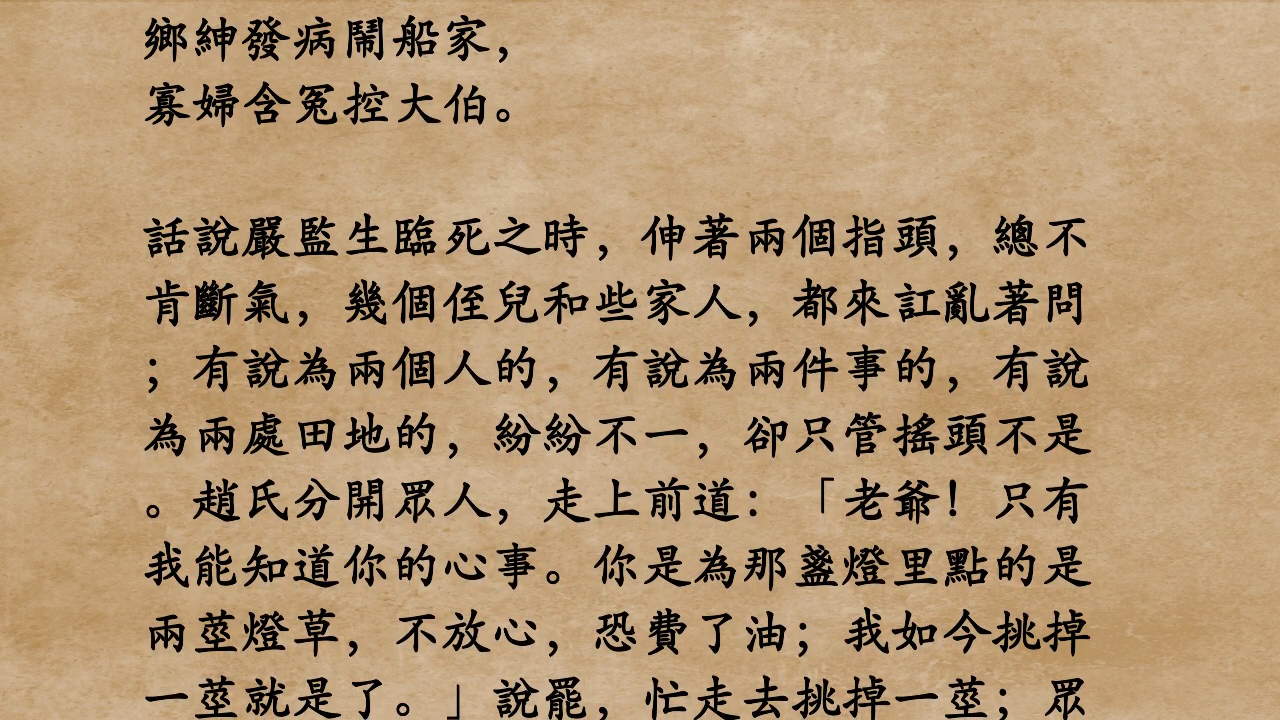 鄉紳發病鬧船家，
寡婦含冤控大伯。
話說嚴監生臨死之時，伸著兩個指頭，總不
肯斷氣，幾個侄兒和些家人，都來訌亂著問
；有說為兩個人的，有說為兩件事的，有說
為兩處田地的，紛紛不一，卻只管搖頭不是
。趙氏分開眾人，走上前道：「老爺！只有
我能知道你的心事。你是為那盞燈里點的是
兩莖燈草，不放心，恐費了油；我如今挑掉
一莖就是了。」說罷，忙走去挑掉一莖；眾